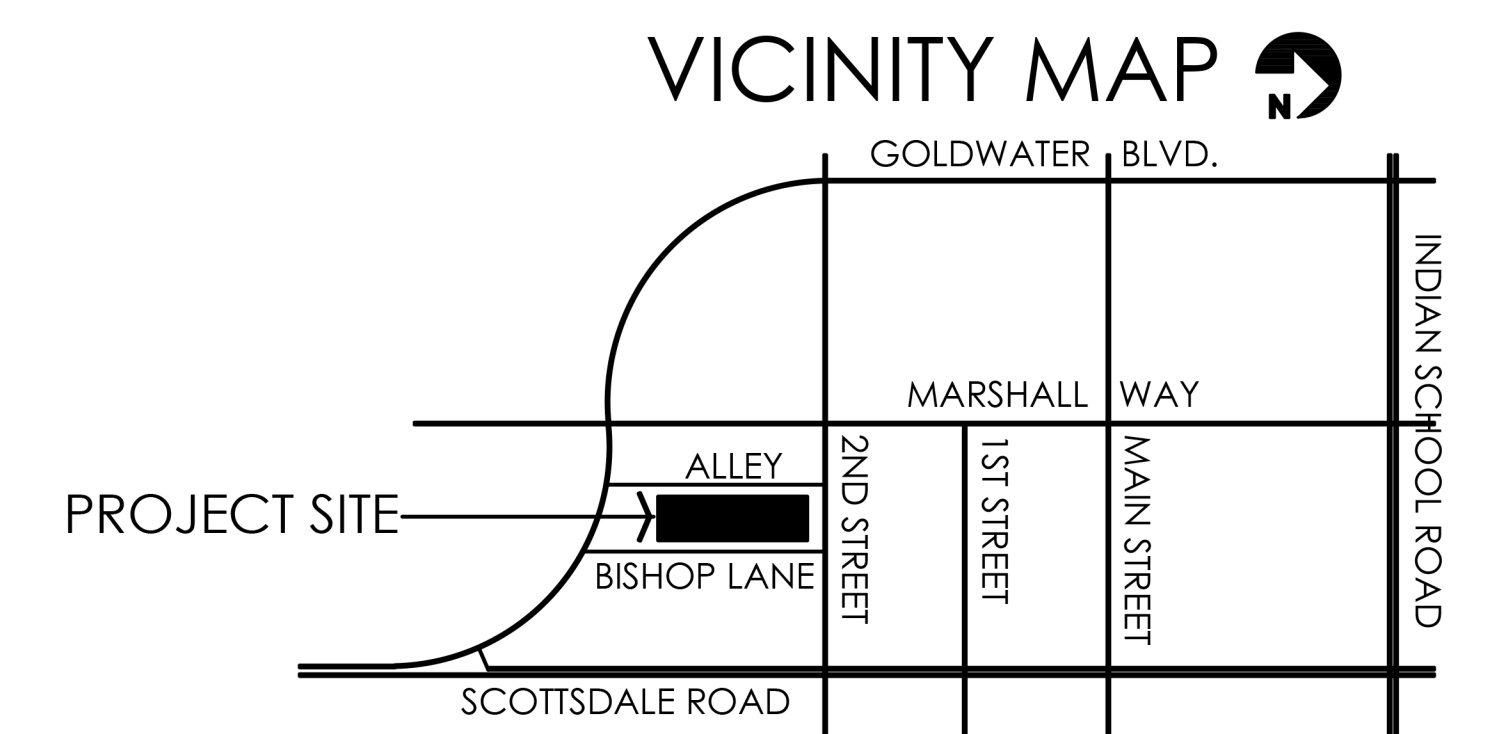 VICINITY MAP
N
GOLDWATER BLVD.
INDIAN SCHOOL ROAD
MARSHALL WAY
2ND STREET
1ST STREET
MAIN STREET
ALLEY
PROJECT SITE
BISHOP LANE
SCOTTSDALE ROAD